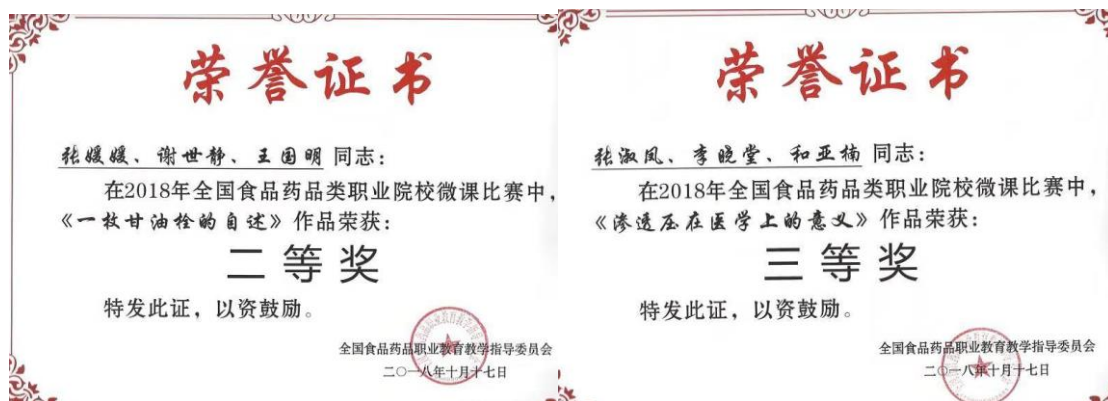 荣誉证书
张媛媛、谢世静、王国明 同志：
在2018年全国食品药品类职业院校微课比赛中，
《一枚甘油栓的自述》作品荣获：
二等奖
特发此证，以资鼓励。
全国食品药品职业教育教学指导委员会
二〇一八年十月十七日
荣誉证书
张淑凤、李晓堂、和亚楠 同志：
在2018年全国食品药品类职业院校微课比赛中，
《渗透压在医学上的意义》作品荣获：
三等奖
特发此证，以资鼓励。
全国食品药品职业教育教学指导委员会
二〇一八年十月十七日